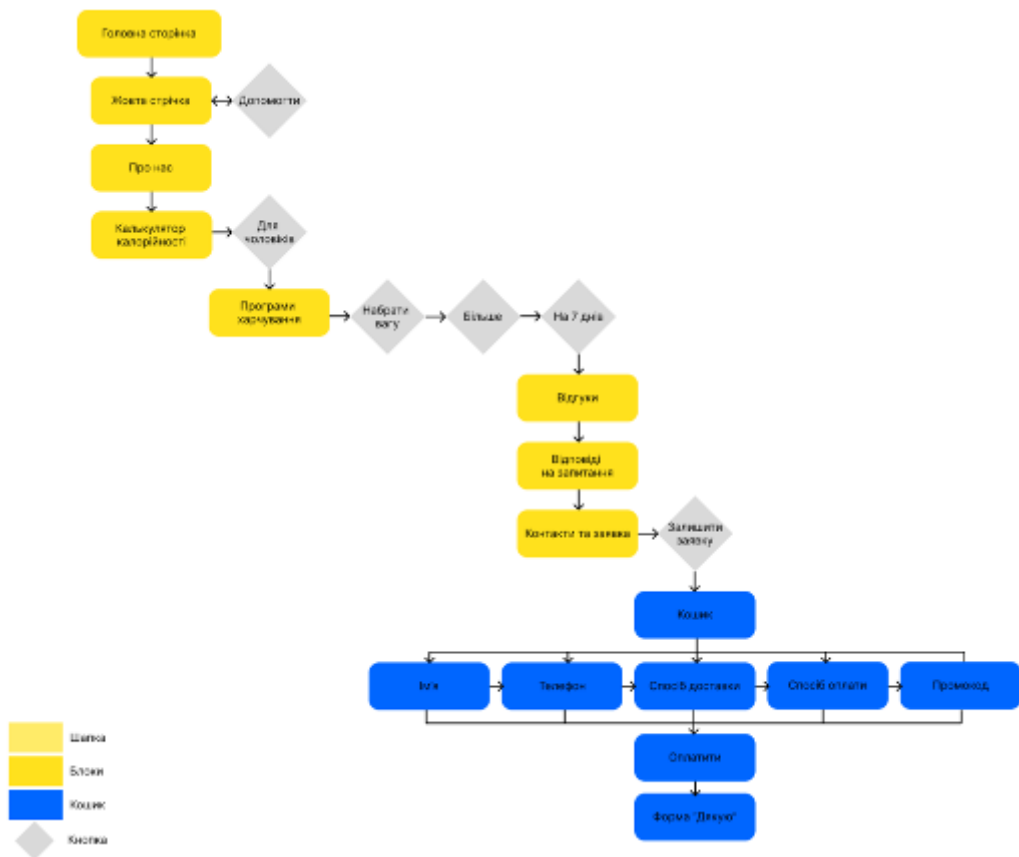 Головна сторінка
Жовта стрічка
Допомогти
Про нас
Калькулятор
калорійності
Для
чоловіків
Програми
харчування
Набрати
вагу
Більше
На 7 днів
Відгуки
Відповіді
на запитання
Контакти та заявка
Залишити
заявку
Кошик
Ім'я
Телефон
Спосіб доставки
Спосіб оплати
Промокод
Оплатити
Форма "Дякую"
Шапка
Блоки
Кошик
Кнопка